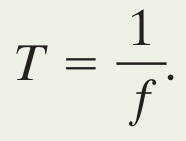 T = 1/f.